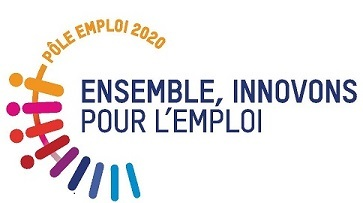 PÔLE EMPLOI 2020
ENSEMBLE, INNOVONS
POUR L'EMPLOI